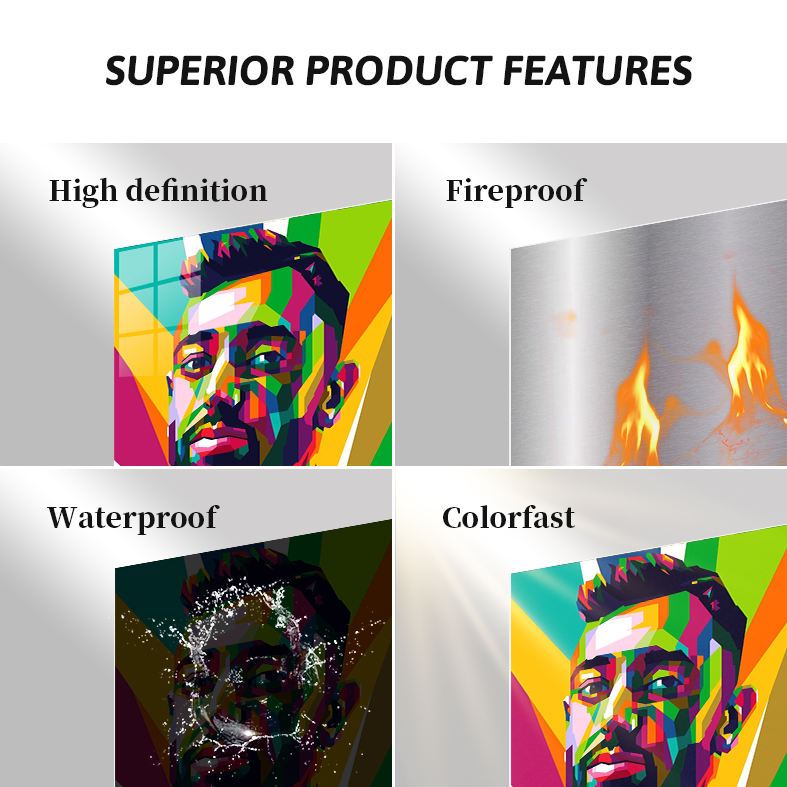 SUPERIOR PRODUCT FEATURES
High definition
Fireproof
Waterproof
Colorfast